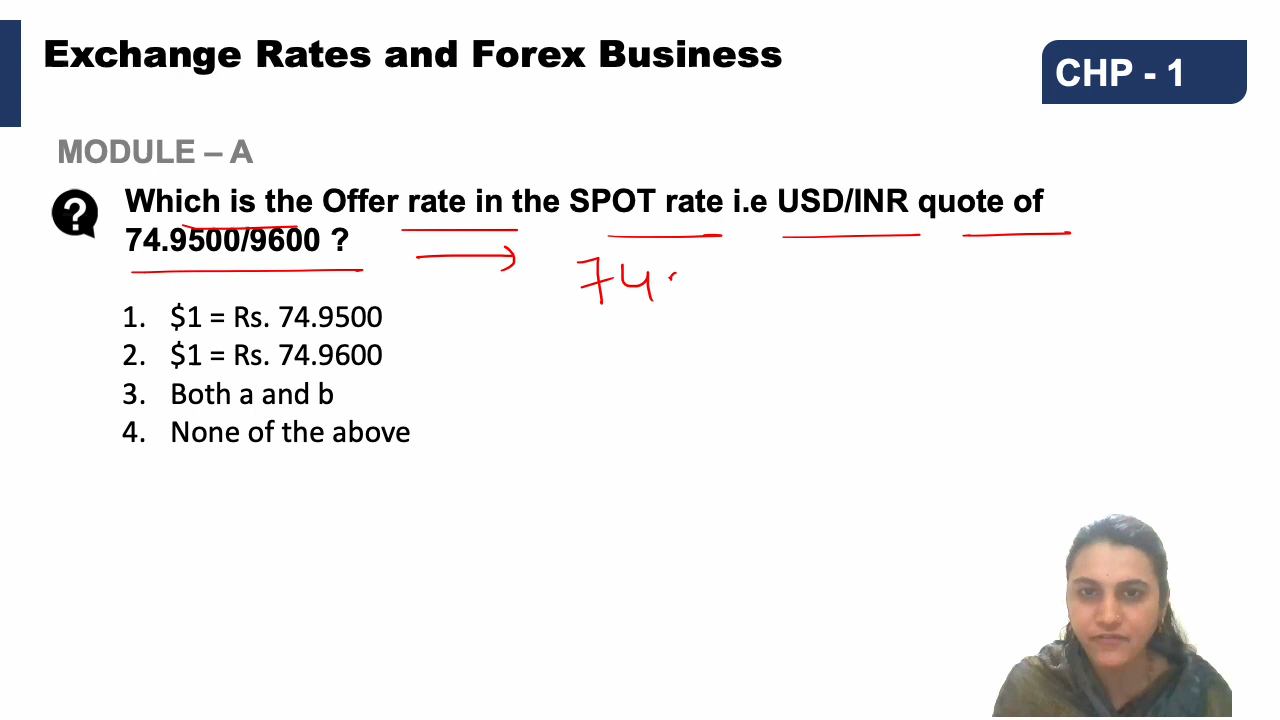 Exchange Rates and Forex Business
CHP - 1
MODULE – A
Which is the Offer rate in the SPOT rate i.e USD/INR quote of
74.9500/9600 ?
74.
1. $1 = Rs. 74.9500
2. $1 = Rs. 74.9600
3. Both a and b
4. None of the above